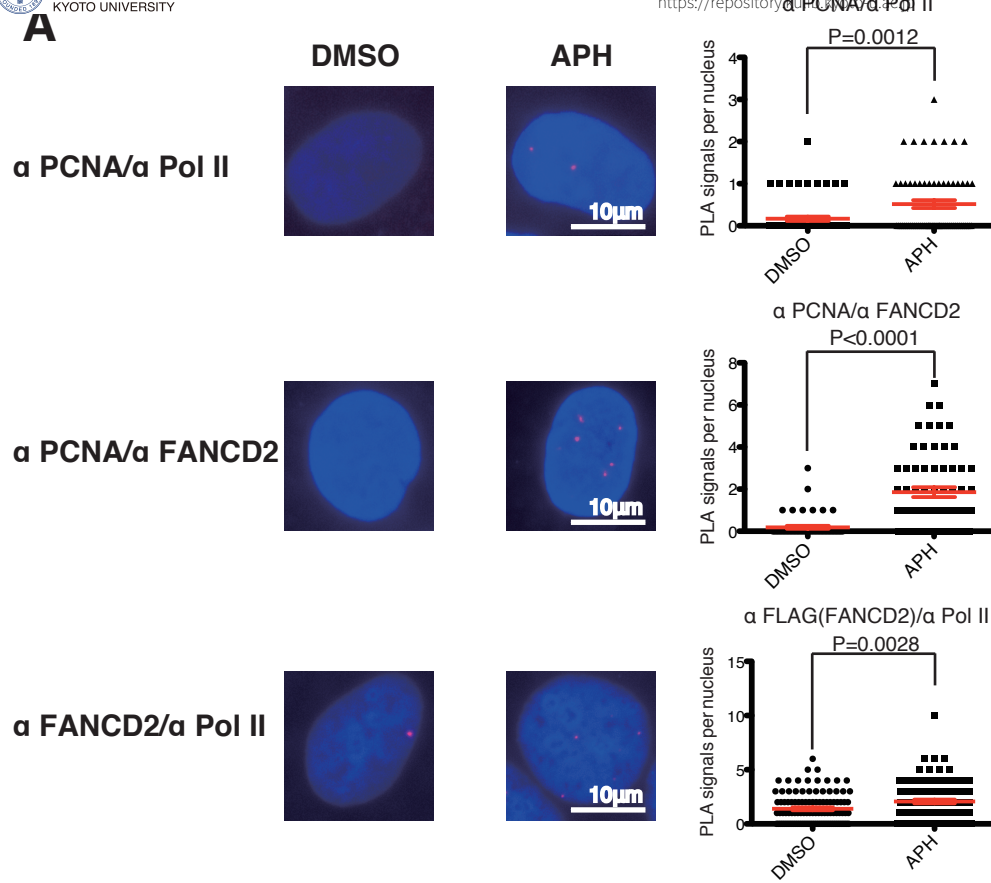 KYOTO UNIVERSITY
A
DMSO
APH
α PCNA/α Pol II
10μm
α PCNA/α Pol II
P=0.0012
PLA signals per nucleus
4
3
2
1
0
DMSO
APH
α PCNA/α FANCD2
10μm
α PCNA/α FANCD2
P<0.0001
PLA signals per nucleus
8
6
4
2
0
DMSO
APH
α FANCD2/α Pol II
10μm
α FLAG(FANCD2)/α Pol II
P=0.0028
PLA signals per nucleus
15
10
5
0
DMSO
APH